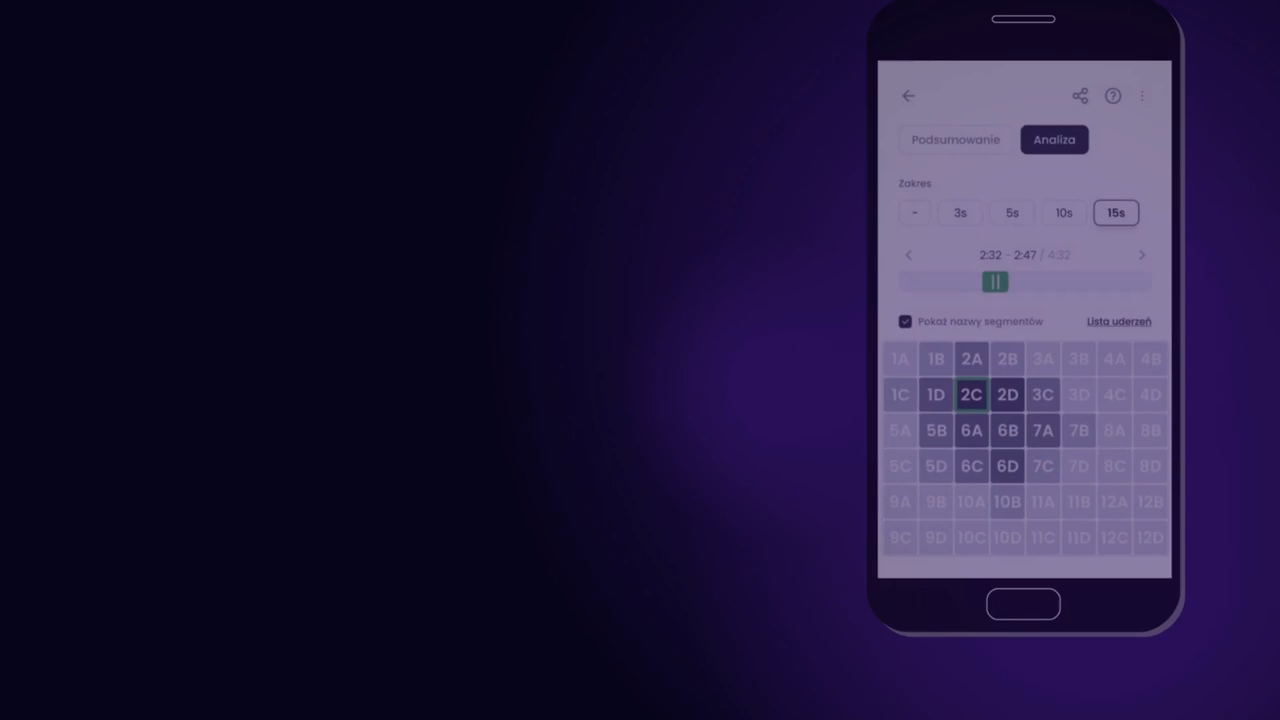 Podsumowanie Analiza
Zakres
- 3s 5s 10s 15s
2:32 - 2:47 / 4:32
Pokaż nazwy segmentów Lista uderzeń
1A 1B 2A 2B 3A 3B 4A 4B
1C 1D 2C 2D 3C 3D 4C 4D
5A 5B 6A 6B 7A 7B 8A 8B
5C 5D 6C 6D 7C 7D 8C 8D
9A 9B 10A 10B 11A 11B 12A 12B
9C 9D 10C 10D 11C 11D 12C 12D